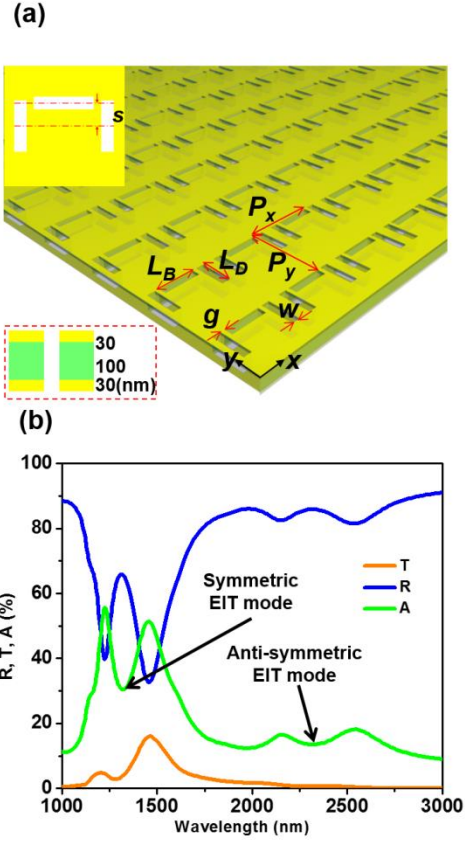 (a)
s
Px
Py
LB
LD
g
w
y
x
30
100
30(nm)
(b)
R, T, A (%)
100
80
60
40
20
0
Symmetric
EIT mode
Anti-symmetric
EIT mode
T
R
A
1000 1500 2000 2500 3000
Wavelength (nm)